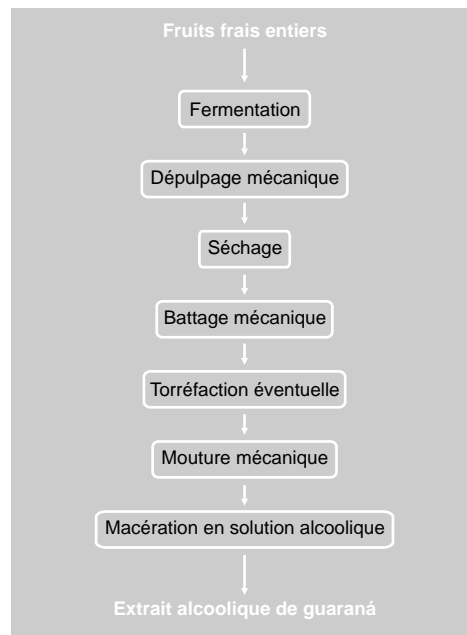 Fruits frais entiers
Fermentation
Dépulpage mécanique
Séchage
Battage mécanique
Torréfaction éventuelle
Mouture mécanique
Macération en solution alcoolique
Extrait alcoolique de guaraná